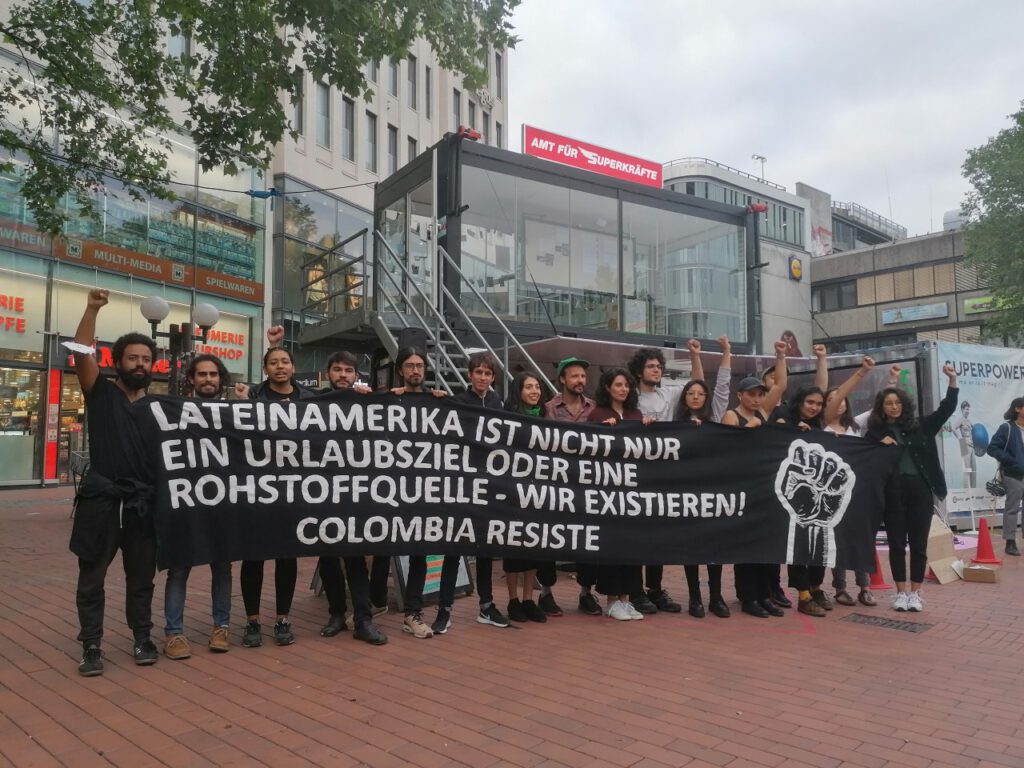 AMT FÜR SUPERKRÄFTE
MULTI-MEDIA
SPIELWAREN
WAREN
SUPERPOWER
LATEINAMERIKA IST NICHT NUR
EIN URLAUBSZIEL ODER EINE
ROHSTOFFQUELLE - WIR EXISTIEREN!
COLOMBIA RESISTE